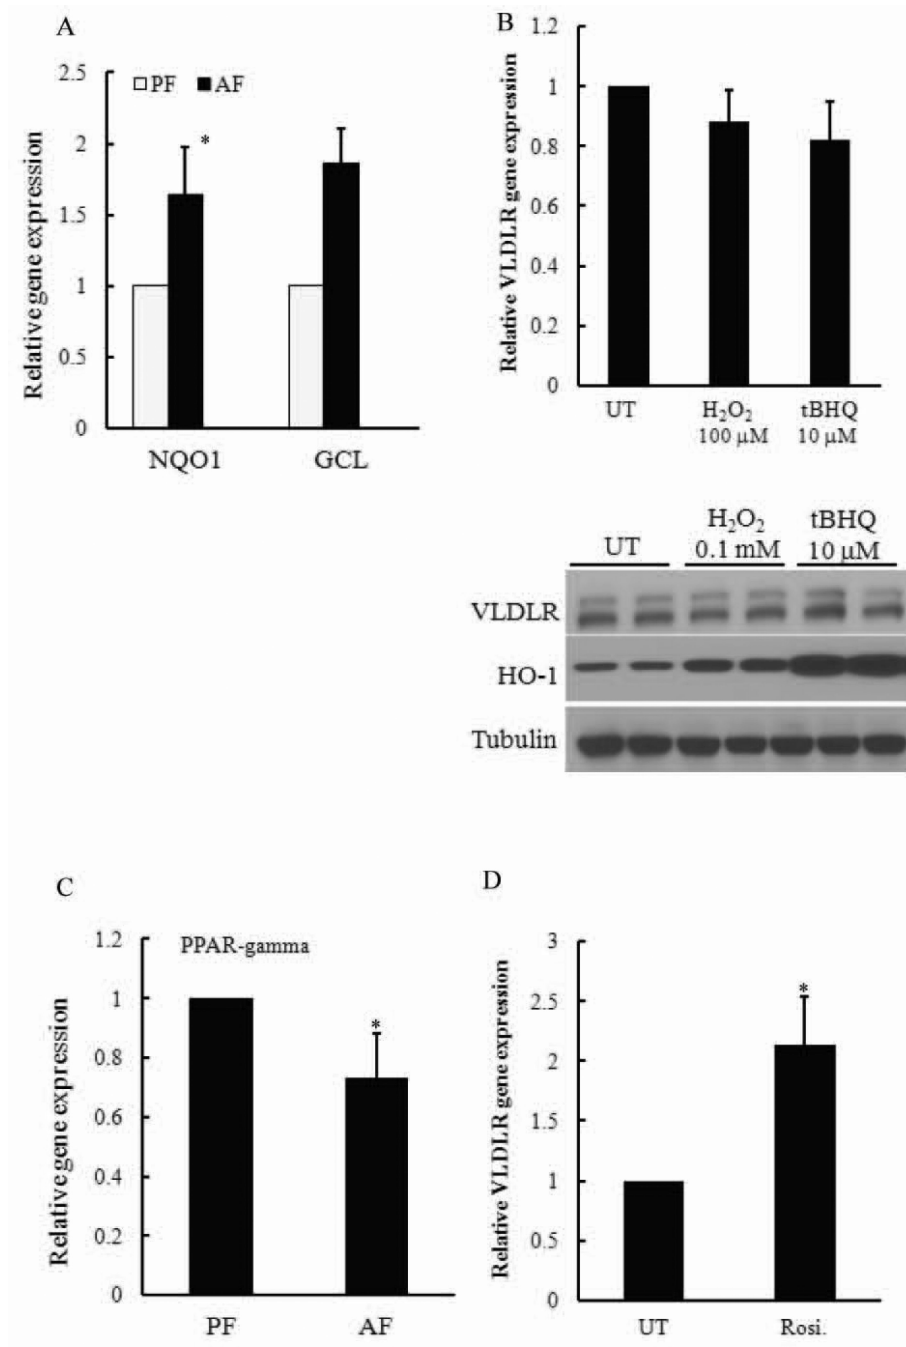 A
Relative gene expression
2.5
2
1.5
1
0.5
0
PF AF
*
NQO1 GCL
B
Relative VLDLR gene expression
1.2
1
0.8
0.6
0.4
0.2
0
UT H₂O₂ tBHQ
100 µM 10 µM
H₂O₂ tBHQ
UT 0.1 mM 10 µM
VLDLR
HO-1
Tubulin
C
Relative gene expression
1.2
1
0.8
0.6
0.4
0.2
0
PPAR-gamma
*
PF AF
D
Relative VLDLR gene expression
3
2.5
2
1.5
1
0.5
0
*
UT Rosi.